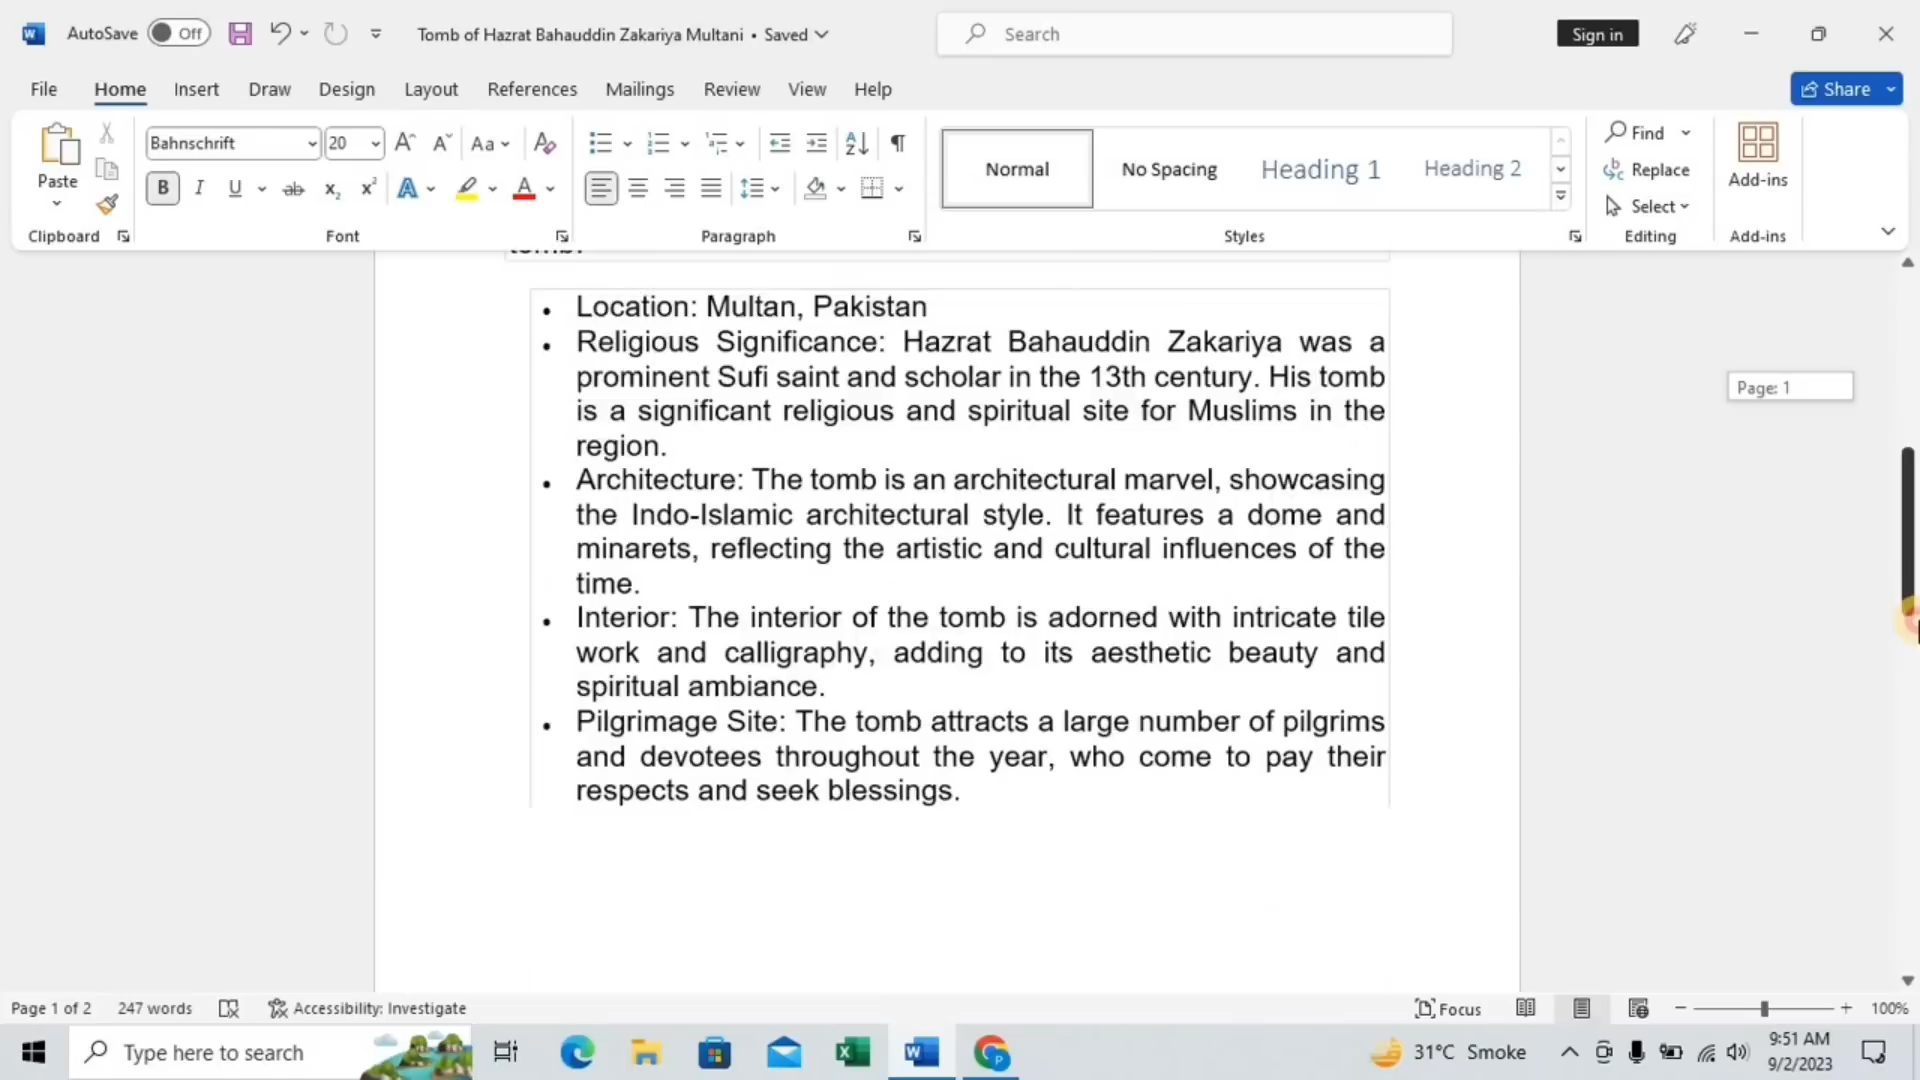 AutoSave Off Tomb of Hazrat Bahauddin Zakariya Multani • Saved Search Sign in
File Home Insert Draw Design Layout References Mailings Review View Help Share
Paste Bahnschrift 20 Aa Normal No Spacing Heading 1 Heading 2 Find Replace Select Add-ins
Clipboard Font Paragraph Styles Editing Add-ins
tomb.
• Location: Multan, Pakistan
• Religious Significance: Hazrat Bahauddin Zakariya was a
prominent Sufi saint and scholar in the 13th century. His tomb
is a significant religious and spiritual site for Muslims in the
region.
Page: 1
• Architecture: The tomb is an architectural marvel, showcasing
the Indo-Islamic architectural style. It features a dome and
minarets, reflecting the artistic and cultural influences of the
time.
• Interior: The interior of the tomb is adorned with intricate tile
work and calligraphy, adding to its aesthetic beauty and
spiritual ambiance.
• Pilgrimage Site: The tomb attracts a large number of pilgrims
and devotees throughout the year, who come to pay their
respects and seek blessings.
Page 1 of 2 247 words Accessibility: Investigate Focus 100%
Type here to search 31°C Smoke 9:51 AM
9/2/2023